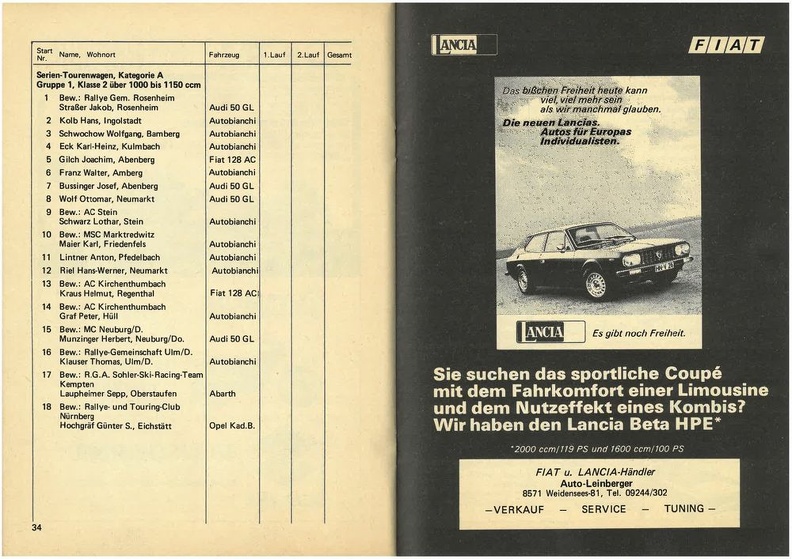 Start Nr. Name, Wohnort Fahrzeug 1.Lauf 2.Lauf Gesamt
Serien-Tourenwagen, Kategorie A
Gruppe 1, Klasse 2 über 1000 bis 1150 ccm
1 Bew.: Rallye Gem. Rosenheim
Straßer Jakob, Rosenheim Audi 50 GL
2 Kolb Hans, Ingolstadt Autobianchi
3 Schwochow Wolfgang, Bamberg Autobianchi
4 Eck Karl-Heinz, Kulmbach Autobianchi
5 Gilch Joachim, Abenberg Fiat 128 AC
6 Franz Walter, Amberg Autobianchi
7 Bussinger Josef, Abenberg Audi 50 GL
8 Wolf Ottomar, Neumarkt Audi 50 GL
9 Bew.: AC Stein
Schwarz Lothar, Stein Autobianchi
10 Bew.: MSC Marktredwitz
Maier Karl, Friedenfels Autobianchi
11 Lintner Anton, Pfedelbach Autobianchi
12 Riel Hans-Werner, Neumarkt Autobianchi
13 Bew.: AC Kirchenthumbach
Kraus Helmut, Regenthal Fiat 128 AC
14 Bew.: AC Kirchenthumbach
Graf Peter, Hüll Autobianchi
15 Bew.: MC Neuburg/D.
Munzinger Herbert, Neuburg/Do. Audi 50 GL
16 Bew.: Rallye-Gemeinschaft Ulm/D.
Klauser Thomas, Ulm/D. Autobianchi
17 Bew.: R.G.A. Sohler-Ski-Racing-Team
Kempten
Laupheimer Sepp, Oberstaufen Abarth
18 Bew.: Rallye- und Touring-Club
Nürnberg
Hochgräf Günter S., Eichstätt Opel Kad.B.
34
LANCIA FIAT
Das bißchen Freiheit heute kann
viel, viel mehr sein
als wir manchmal glauben.
Die neuen Lancias.
Autos für Europas
Individualisten.
LANCIA Es gibt noch Freiheit.
Sie suchen das sportliche Coupé
mit dem Fahrkomfort einer Limousine
und dem Nutzeffekt eines Kombis?
Wir haben den Lancia Beta HPE*
*2000 ccm/119 PS und 1600 ccm/100 PS
FIAT u. LANCIA-Händler
Auto-Leinberger
8571 Weidensees-81, Tel. 09244/302
–VERKAUF – SERVICE – TUNING –